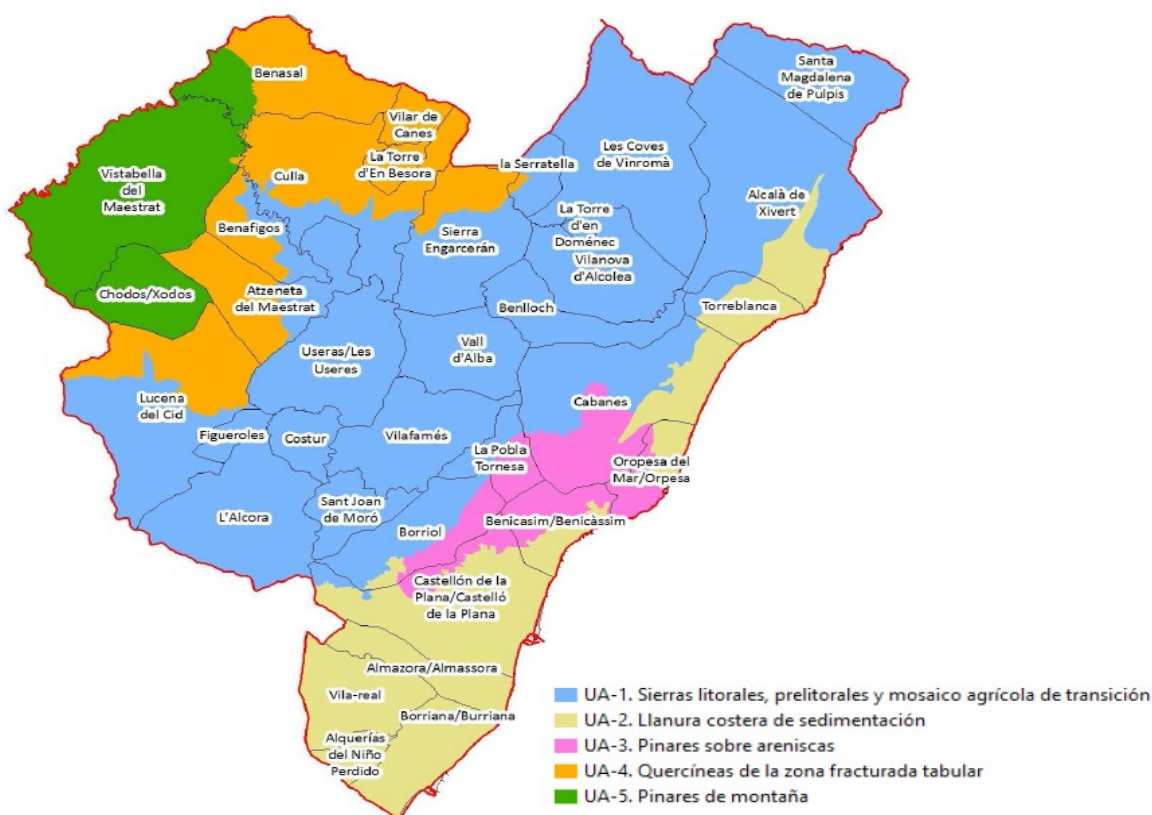 Benasal
Santa
Magdalena
de Pulpis
Vilar de
Canes
La Torre
d'En Besora
la Serratella
Les Coves
de Vinromà
Vistabella
del
Maestrat
Culla
Alcalà de
Xivert
Benafigos
Sierra
Engarcerán
La Torre
d'en
Doménec
Vilanova
d'Alcolea
Chodos/Xodos
Atzeneta
del Maestrat
Benlloch
Torreblanca
Useras/Les
Useres
Vall
d'Alba
Lucena
del Cid
Cabanes
Figueroles
Costur
Vilafamés
La Pobla
Tornesa
Oropesa del
Mar/Orpesa
L'Alcora
Sant Joan
de Moró
Borriol
Benicasim/Benicàssim
Castellón de la
Plana/Castelló
de la Plana
Almazora/Almassora
Vila-real
Borriana/Burriana
Alquerías
del Niño
Perdido
UA-1. Sierras litorales, prelitorales y mosaico agrícola de transición
UA-2. Llanura costera de sedimentación
UA-3. Pinares sobre areniscas
UA-4. Quercíneas de la zona fracturada tabular
UA-5. Pinares de montaña